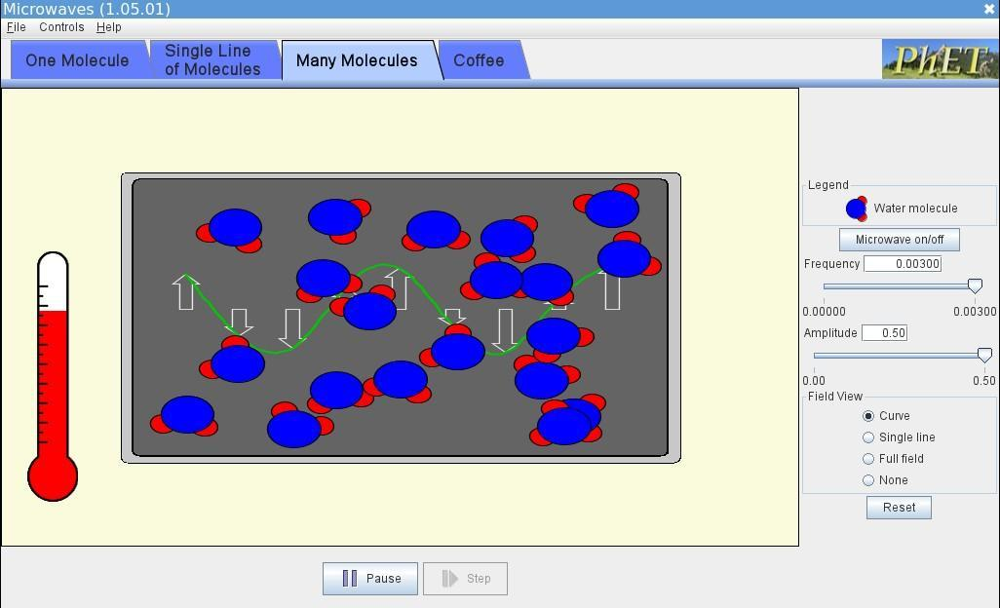 Microwaves (1.05.01)
File Controls Help
One Molecule
Single Line
of Molecules
Many Molecules
Coffee
PhET
Legend
Water molecule
Microwave on/off
Frequency 0.00300
0.00000 0.00300
Amplitude 0.50
0.00 0.50
Field View
Curve
Single line
Full field
None
Reset
Pause
Step